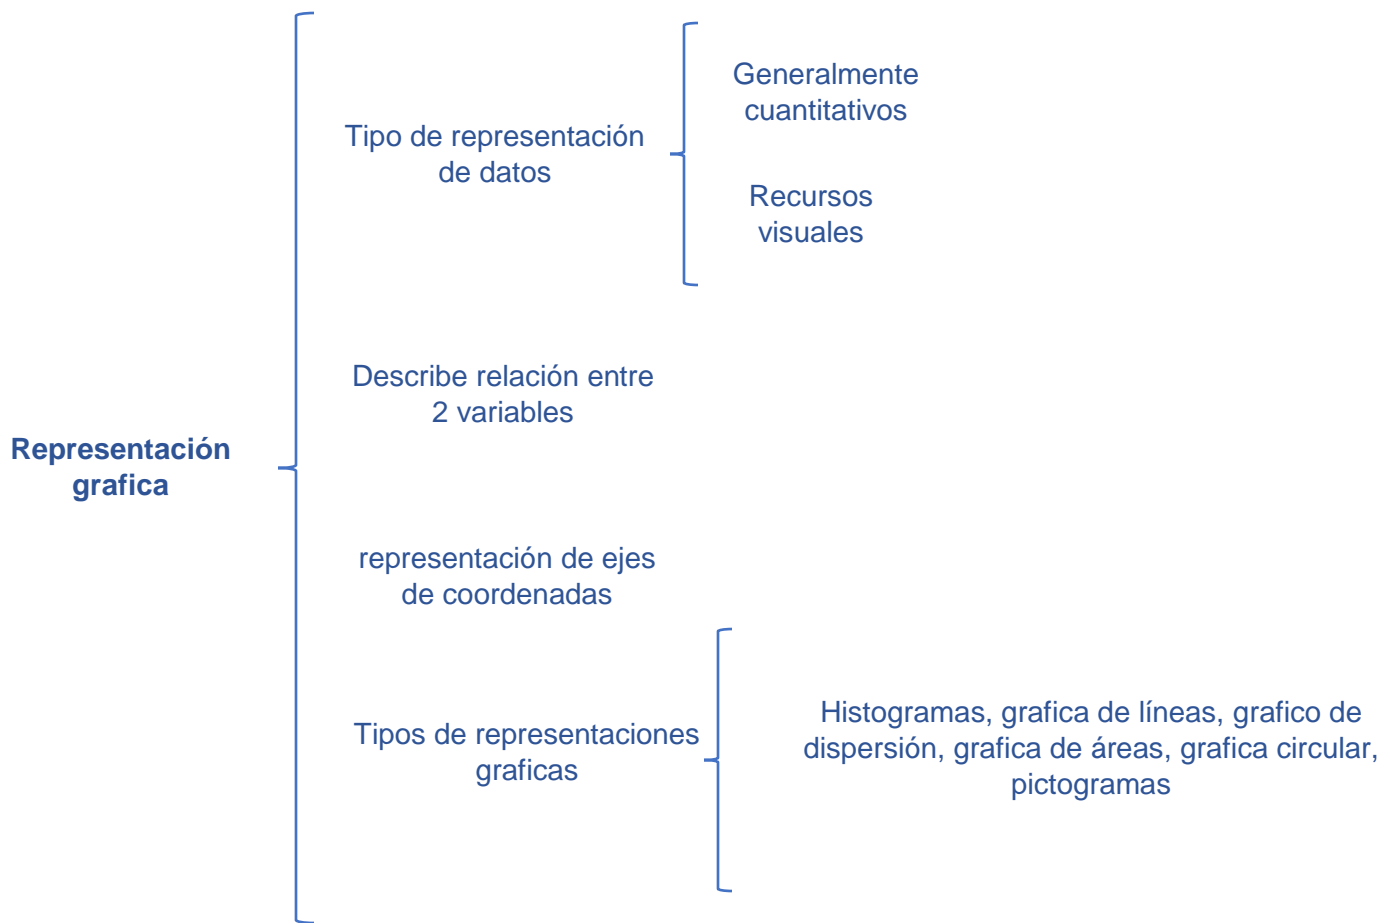 Representación
grafica
Tipo de representación
de datos
Generalmente
cuantitativos
Recursos
visuales
Describe relación entre
2 variables
representación de ejes
de coordenadas
Tipos de representaciones
graficas
Histogramas, grafica de líneas, grafico de
dispersión, grafica de áreas, grafica circular,
pictogramas